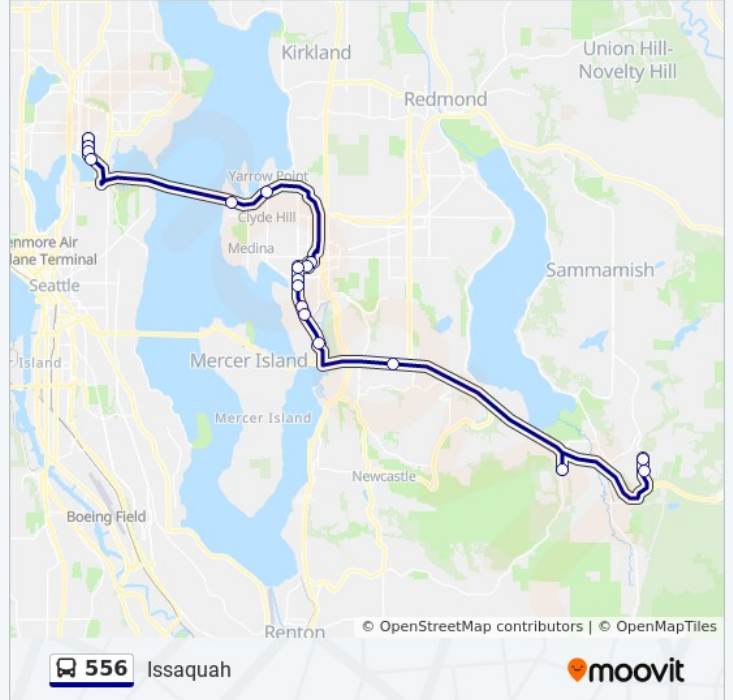 Kirkland
Union Hill-
Novelty Hill
Redmond
Yarrow Point
Clyde Hill
enmore Air
lane Terminal
Medina
Seattle
Sammamish
r Island
Mercer Island
Mercer Island
Newcastle
Boeing Field
Renton
© OpenStreetMap contributors | © OpenMapTiles
556 Issaquah
moovit